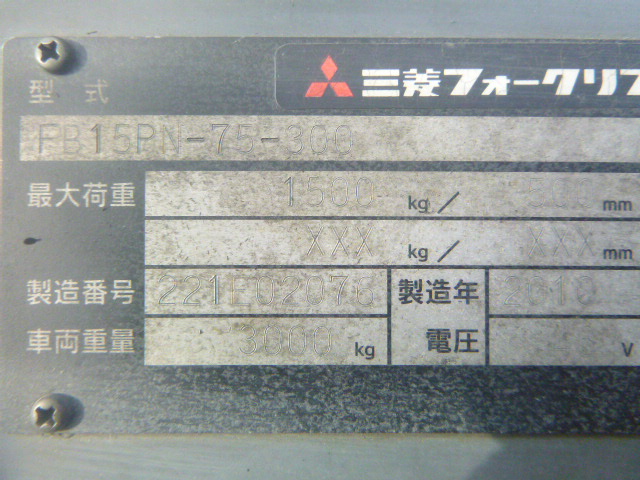 三菱フォークリフ
型式
FB15PN-75-300
最大荷重 1500 kg/ mm
XXX kg/ XXX mm
製造番号 製造年 2010
車両重量 3000 kg 電圧 V